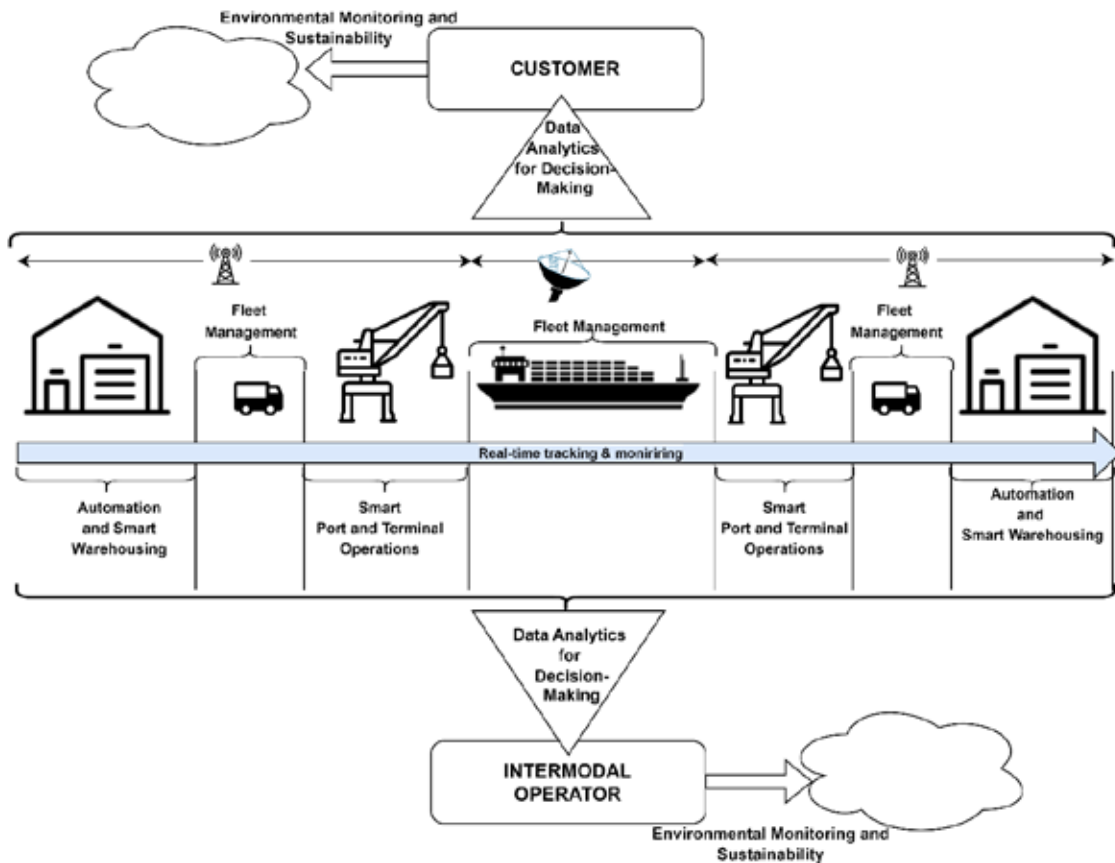 Environmental Monitoring and
Sustainability
CUSTOMER
Data
Analytics
for Decision-
Making
Fleet
Management
Fleet Management
Fleet
Management
Real-time tracking & moniriring
Automation
and Smart
Warehousing
Smart
Port and Terminal
Operations
Smart
Port and Terminal
Operations
Automation
and
Smart Warehousing
Data Analytics
for
Decision-
Making
INTERMODAL
OPERATOR
Environmental Monitoring and
Sustainability